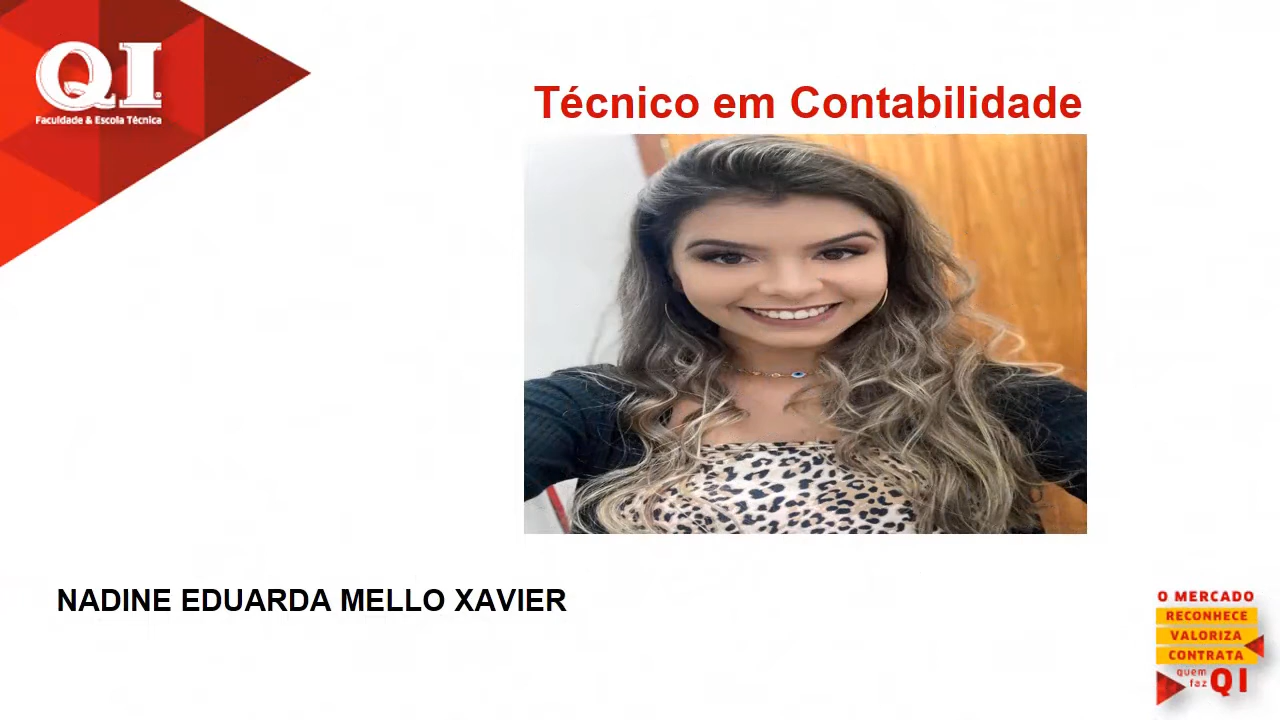 QI
Faculdade & Escola Técnica
Técnico em Contabilidade
NADINE EDUARDA MELLO XAVIER
O MERCADO
RECONHECE
VALORIZA
CONTRATA
quem
faz QI